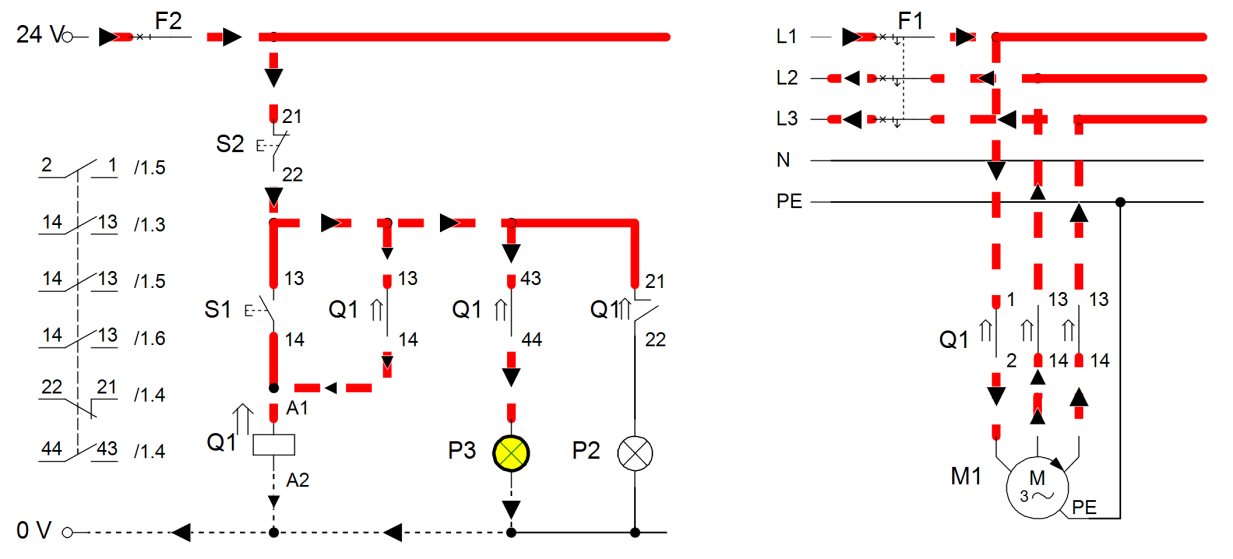 24 V F2 F1
L1
L2
L3
N
PE
21
S2
22
2 1 /1.5
14 13 /1.3
14 13 /1.5
14 13 /1.6
22 21 /1.4
44 43 /1.4
13 13 43 21
S1 Q1 Q1 Q1
14 14 44 22
A1
Q1 P3 P2
A2
0 V
1 13 13
Q1
2 14 14
M1 M
3
PE